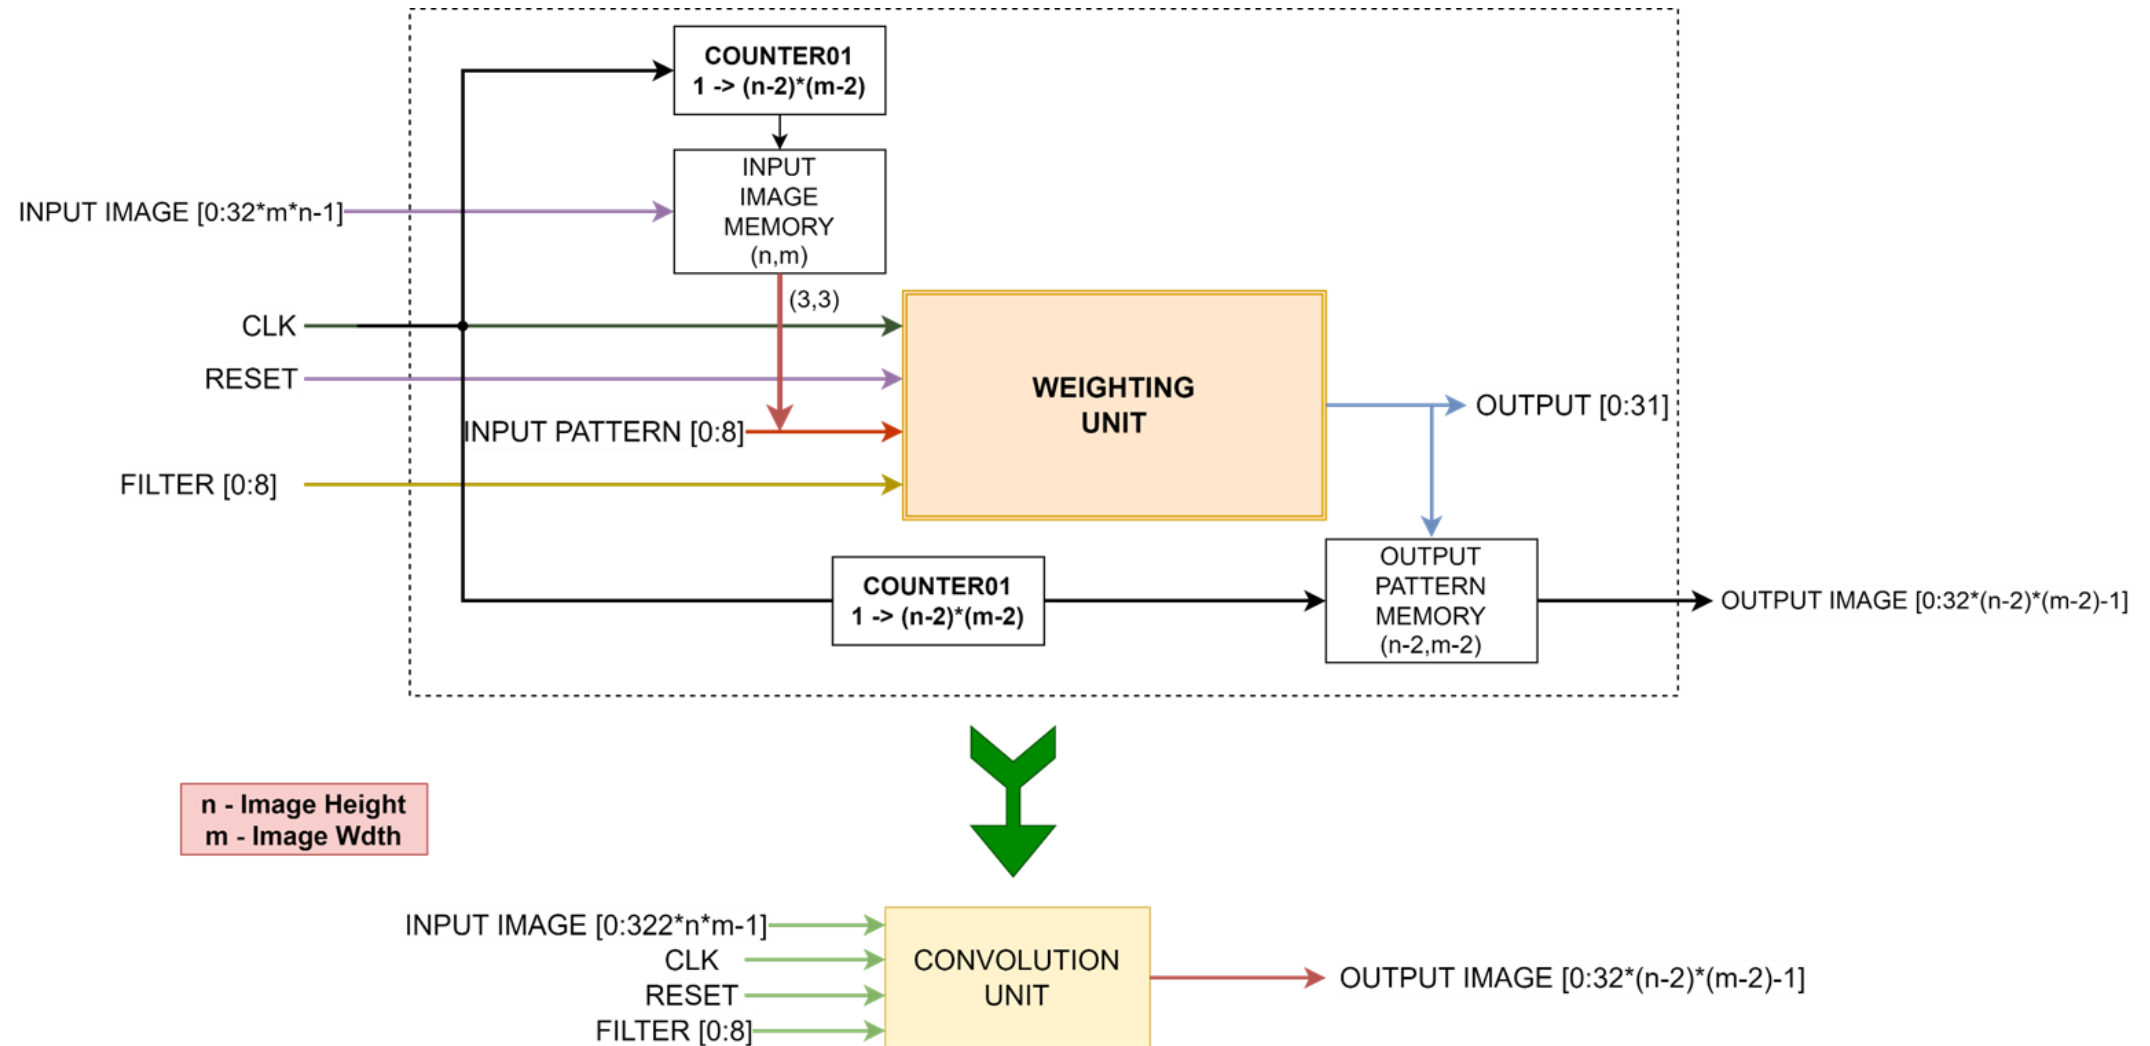 COUNTER01
1 -> (n-2)*(m-2)
INPUT
IMAGE
MEMORY
(n,m)
INPUT IMAGE [0:32*m*n-1]
(3,3)
CLK
RESET
INPUT PATTERN [0:8]
FILTER [0:8]
WEIGHTING
UNIT
OUTPUT [0:31]
COUNTER01
1 -> (n-2)*(m-2)
OUTPUT
PATTERN
MEMORY
(n-2,m-2)
OUTPUT IMAGE [0:32*(n-2)*(m-2)-1]
n - Image Height
m - Image Wdth
INPUT IMAGE [0:322*n*m-1]
CLK
RESET
FILTER [0:8]
CONVOLUTION
UNIT
OUTPUT IMAGE [0:32*(n-2)*(m-2)-1]